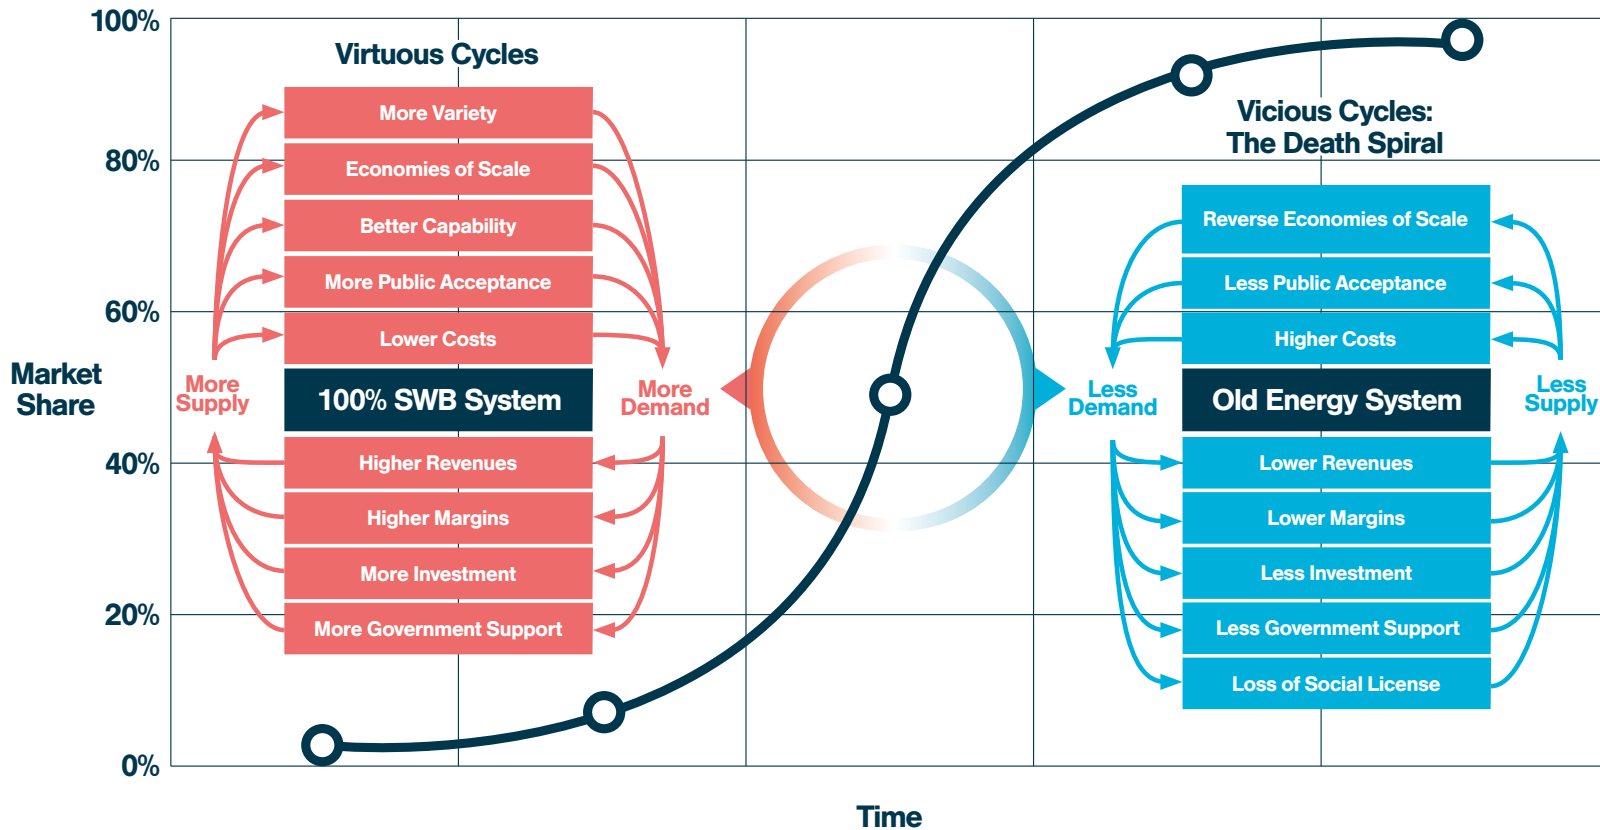 100%
80%
60%
40%
20%
0%
Market
Share
Time
Virtuous Cycles
More Variety
Economies of Scale
Better Capability
More Public Acceptance
Lower Costs
More
Supply
100% SWB System
More
Demand
Higher Revenues
Higher Margins
More Investment
More Government Support
Vicious Cycles:
The Death Spiral
Reverse Economies of Scale
Less Public Acceptance
Higher Costs
Less
Demand
Old Energy System
Less
Supply
Lower Revenues
Lower Margins
Less Investment
Less Government Support
Loss of Social License